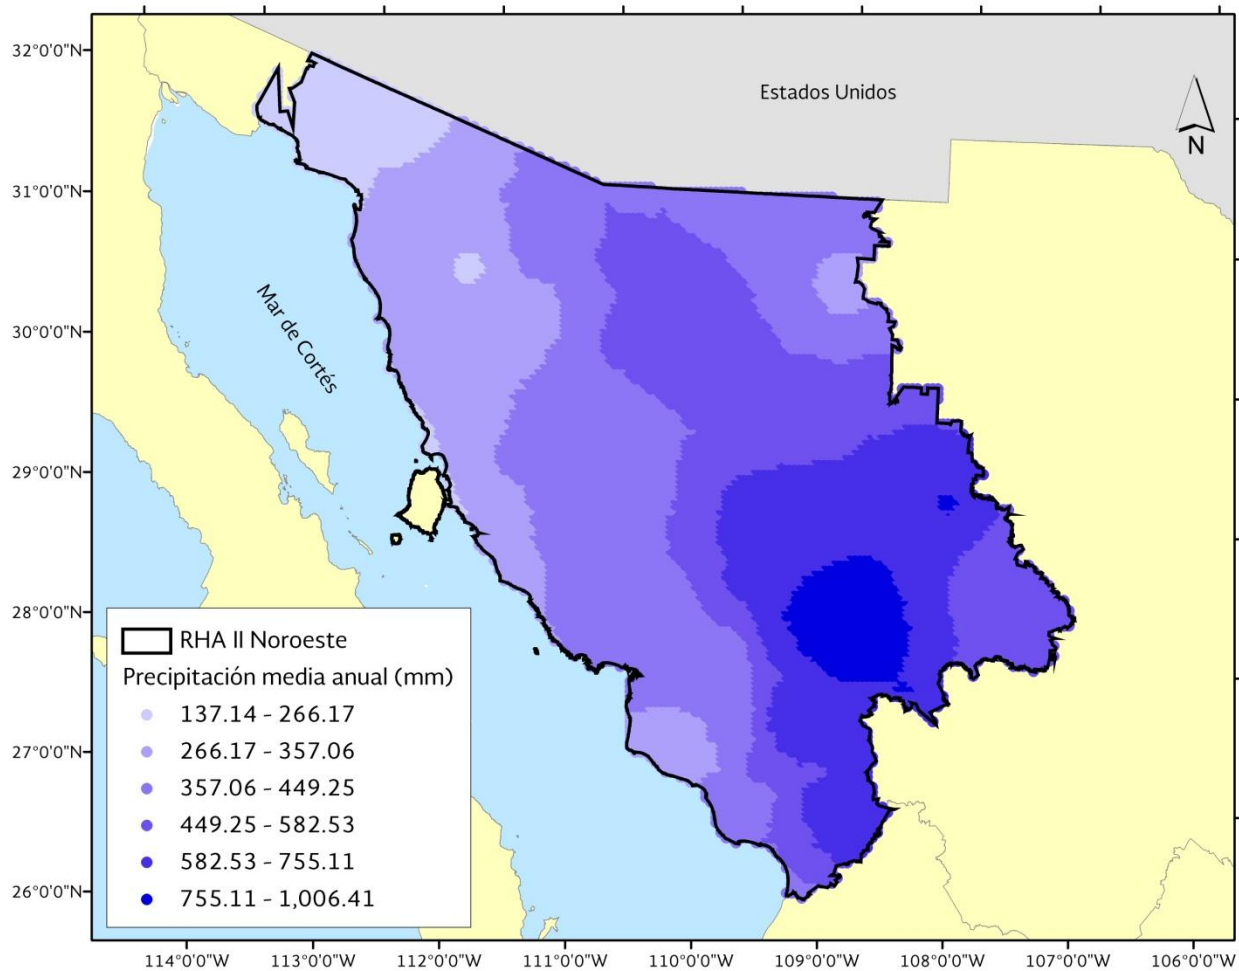 32°0'0"N
31°0'0"N
30°0'0"N
29°0'0"N
28°0'0"N
27°0'0"N
26°0'0"N
Estados Unidos
N
Mar de Cortés
RHA II Noroeste
Precipitación media anual (mm)
137.14 - 266.17
266.17 - 357.06
357.06 - 449.25
449.25 - 582.53
582.53 - 755.11
755.11 - 1,006.41
114°0'0"W 113°0'0"W 112°0'0"W 111°0'0"W 110°0'0"W 109°0'0"W 108°0'0"W 107°0'0"W 106°0'0"W